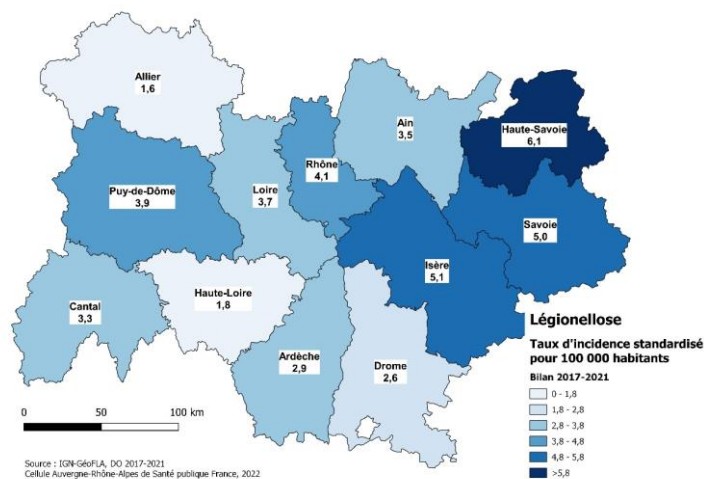 Allier
1,6
Ain
3,5
Haute-Savoie
6,1
Rhône
4,1
Puy-de-Dôme
3,9
Loire
3,7
Savoie
5,0
Isère
5,1
Haute-Loire
1,8
Cantal
3,3
Ardèche
2,9
Drome
2,6
Légionellose
Taux d'incidence standardisé
pour 100 000 habitants
Bilan 2017-2021
0 - 1,8
1,8 - 2,8
2,8 - 3,8
3,8 - 4,8
4,8 - 5,8
>5,8
0 50 100 km
Source : IGN-GéoFLA, DO 2017-2021
Cellule Auvergne-Rhône-Alpes de Santé publique France, 2022